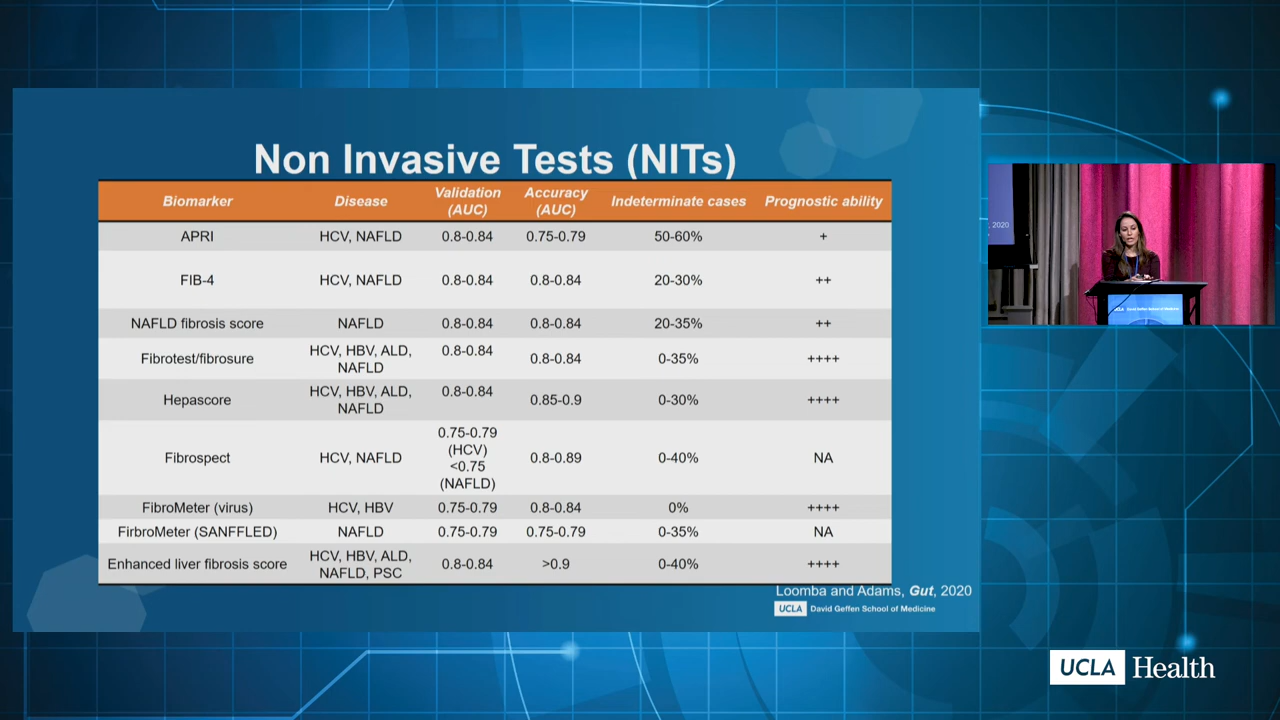 Non Invasive Tests (NITs)
Biomarker Disease Validation (AUC) Accuracy (AUC) Indeterminate cases Prognostic ability
APRI HCV, NAFLD 0.8-0.84 0.75-0.79 50-60% +
FIB-4 HCV, NAFLD 0.8-0.84 0.8-0.84 20-30% ++
NAFLD fibrosis score NAFLD 0.8-0.84 0.8-0.84 20-35% ++
Fibrotest/fibrosure HCV, HBV, ALD, NAFLD 0.8-0.84 0.8-0.84 0-35% ++++
Hepascore HCV, HBV, ALD, NAFLD 0.8-0.84 0.85-0.9 0-30% ++++
Fibrospect HCV, NAFLD 0.75-0.79 (HCV) <0.75 (NAFLD) 0.8-0.89 0-40% NA
FibroMeter (virus) HCV, HBV 0.75-0.79 0.8-0.84 0% ++++
FirbroMeter (SANFFLED) NAFLD 0.75-0.79 0.75-0.79 0-35% NA
Enhanced liver fibrosis score HCV, HBV, ALD, NAFLD, PSC 0.8-0.84 >0.9 0-40% ++++
Loomba and Adams, Gut, 2020
UCLA David Geffen School of Medicine
, 2020
UCLA David Geffen School of Medicine
UCLA Health